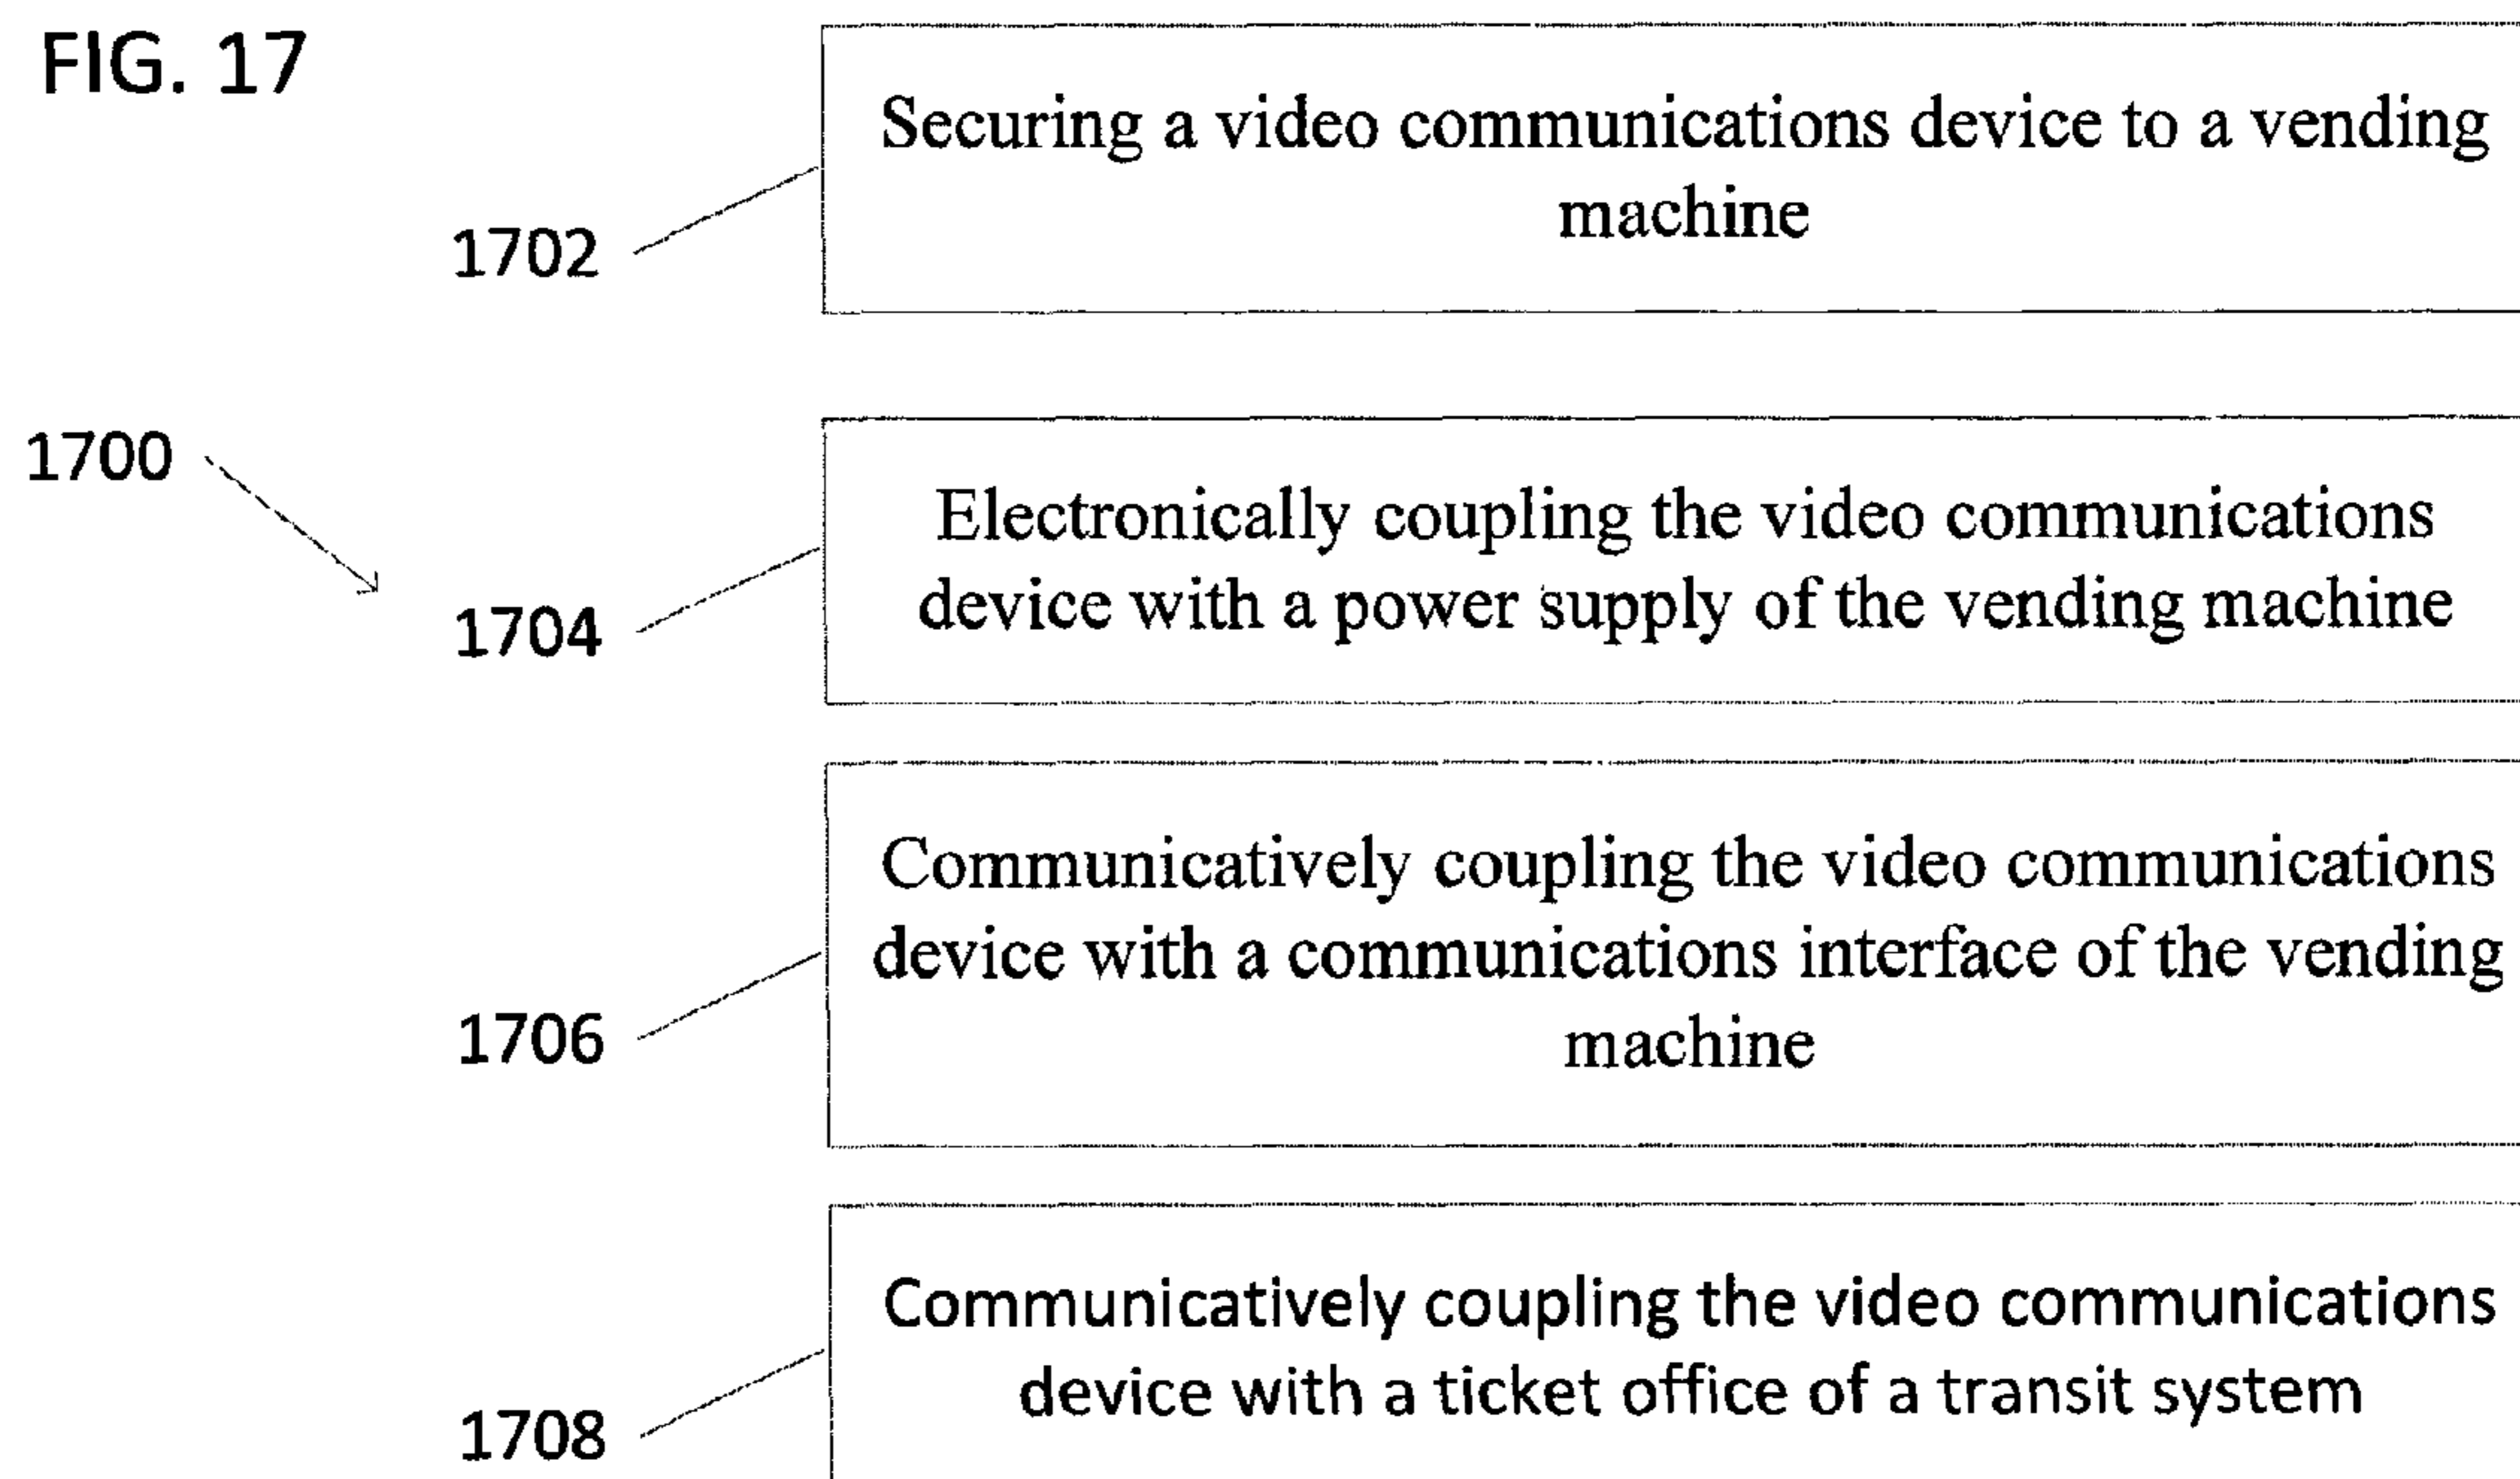 FIG. 17
Securing a video communications device to a vending
machine
1702
1700
Electronically coupling the video communications
device with a power supply of the vending machine
1704
Communicatively coupling the video communications
device with a communications interface of the vending
machine
1706
Communicatively coupling the video communications
device with a ticket office of a transit system
1708